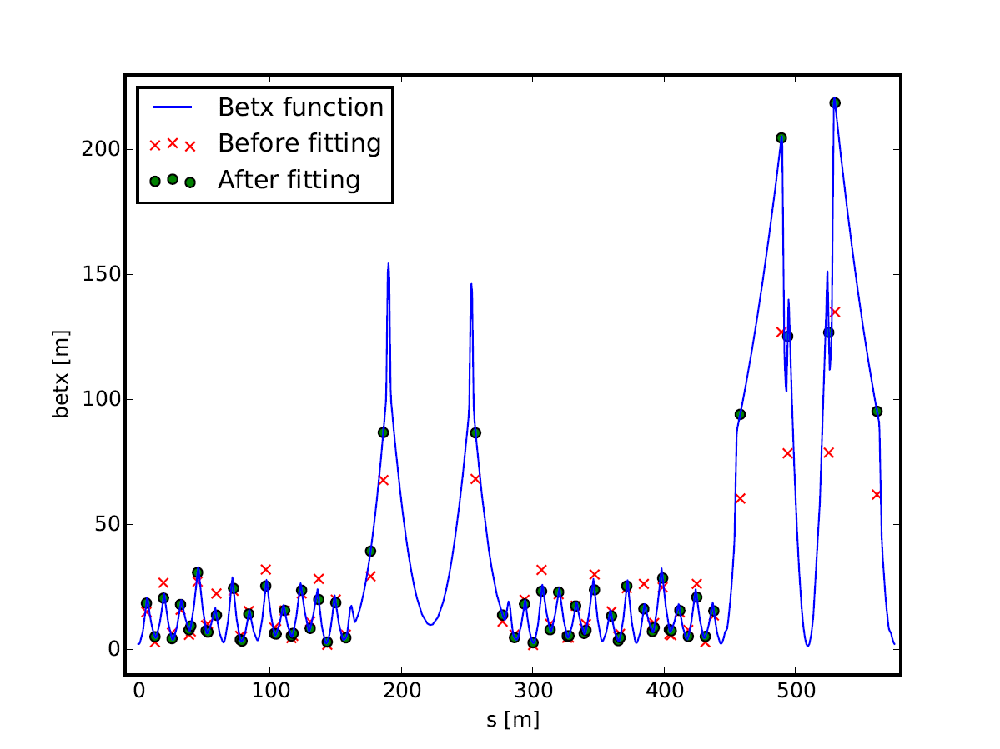 Betx function
Before fitting
After fitting
200
150
100
50
0
betx [m]
0 100 200 300 400 500
s [m]